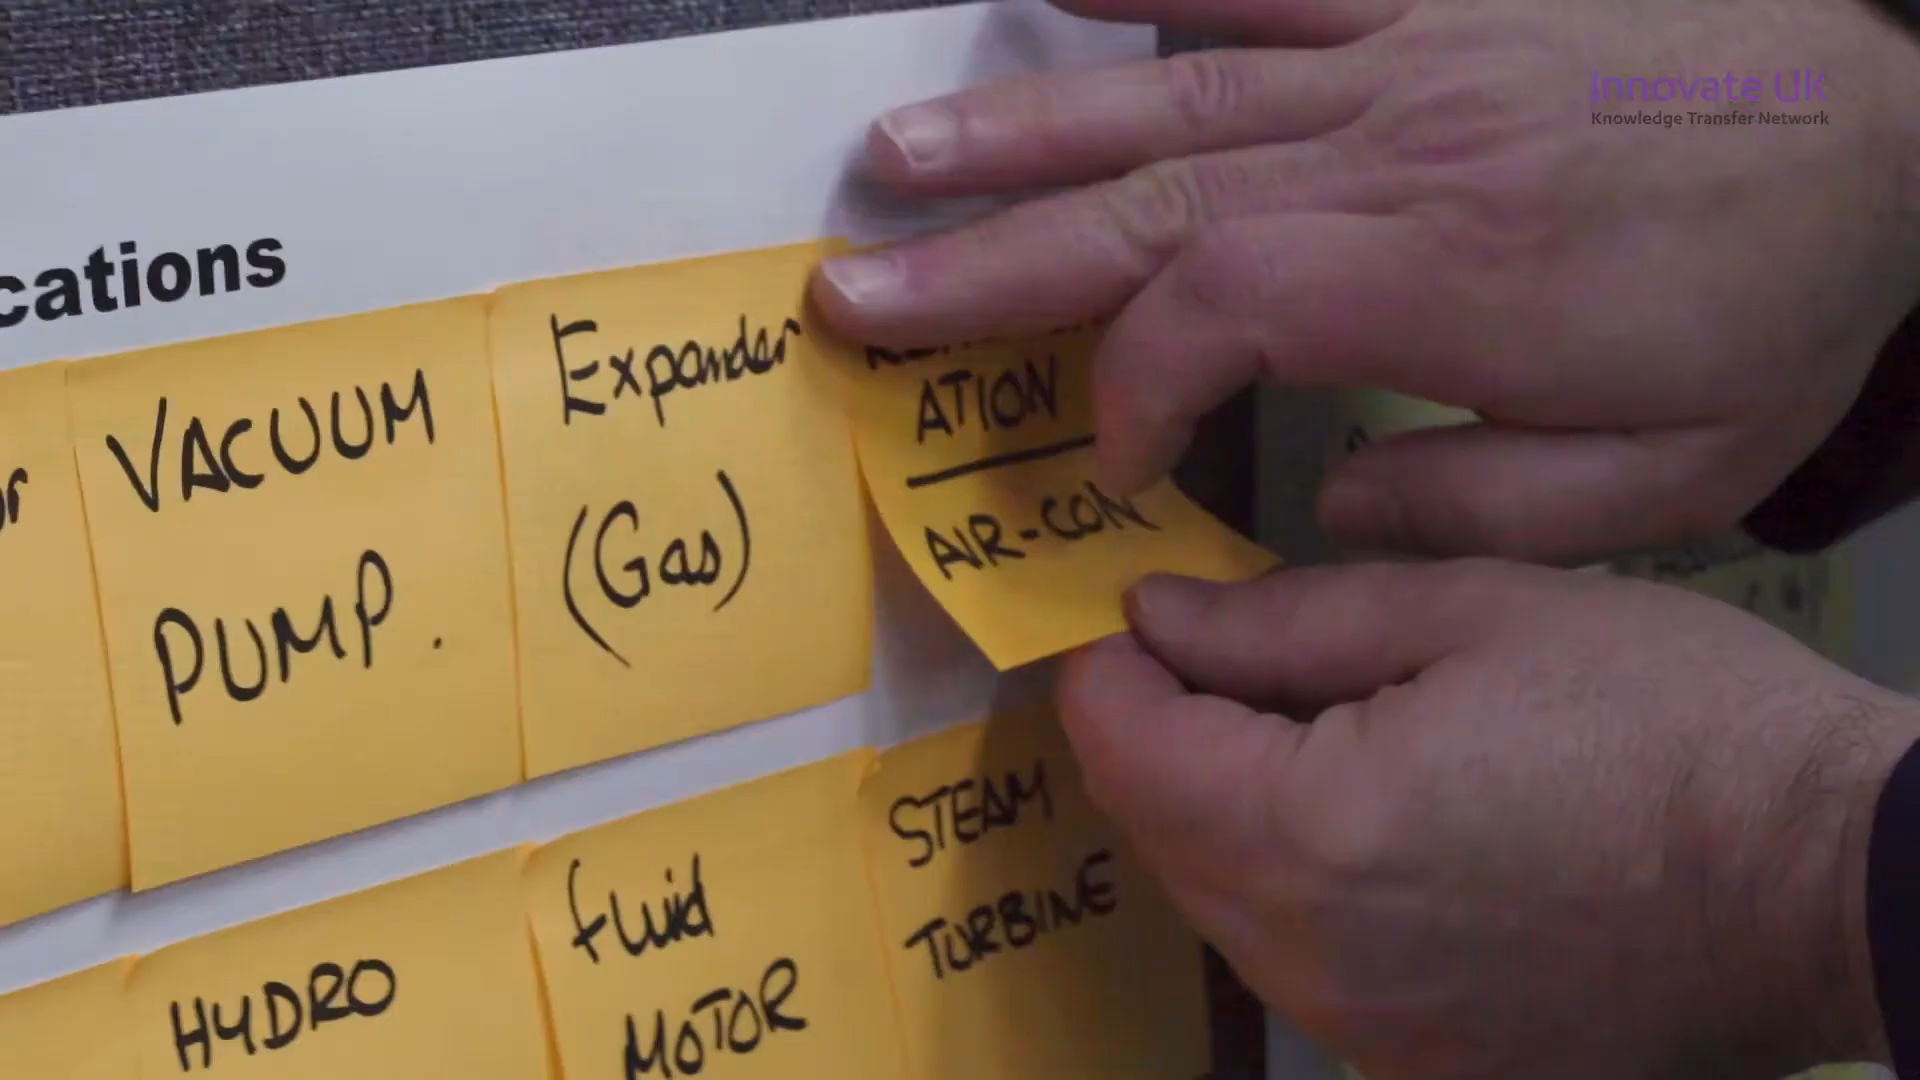 Innovate UK
Knowledge Transfer Network
cations
VACUUM
PUMP.
Expander
(Gas)
ATION
AIR-CON
HYDRO
fluid
MOTOR
STEAM
TURBINE